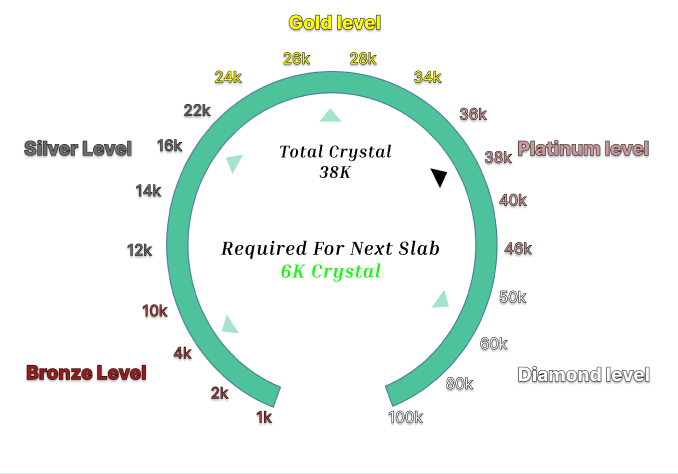 Gold level
26k 28k
24k 34k
22k 36k
Silver Level 16k Total Crystal 38k Platinum level
38K
14k 40k
12k Required For Next Slab 46k
6K Crystal
50k
10k
4k 60k
Bronze Level Diamond level
2k 80k
1k 100k